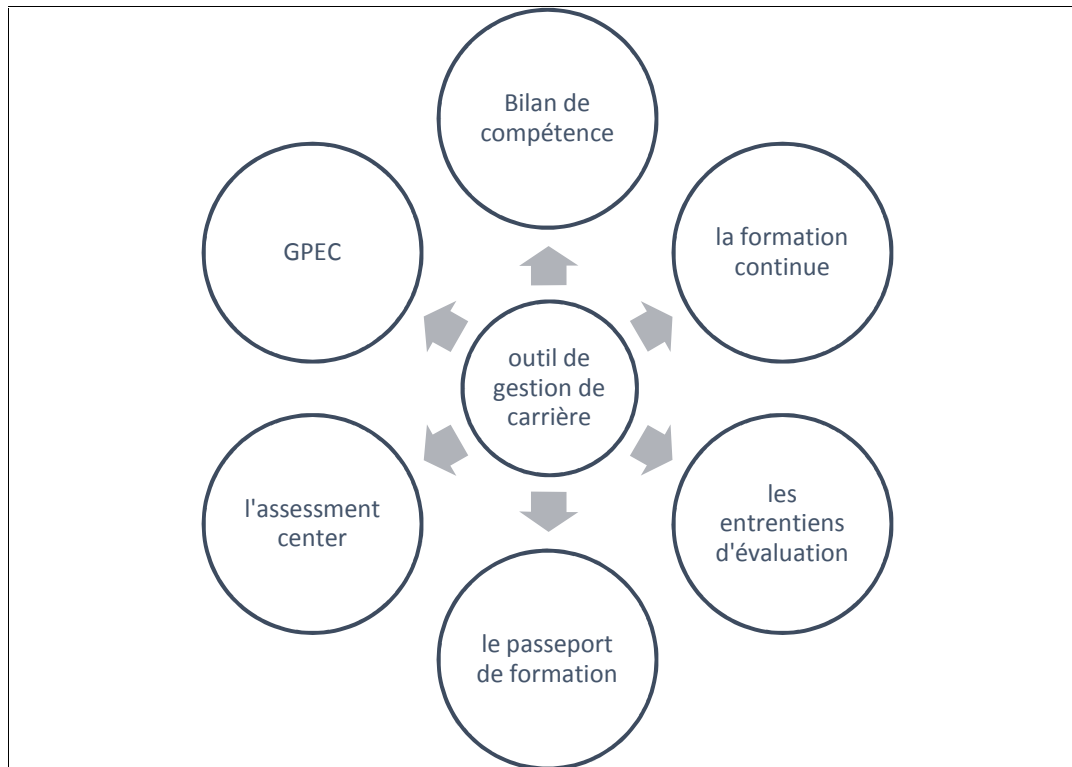 Bilan de
compétence
la formation
continue
les
entrentiens
d'évaluation
le passeport
de formation
l'assessment
center
GPEC
outil de
gestion de
carrière